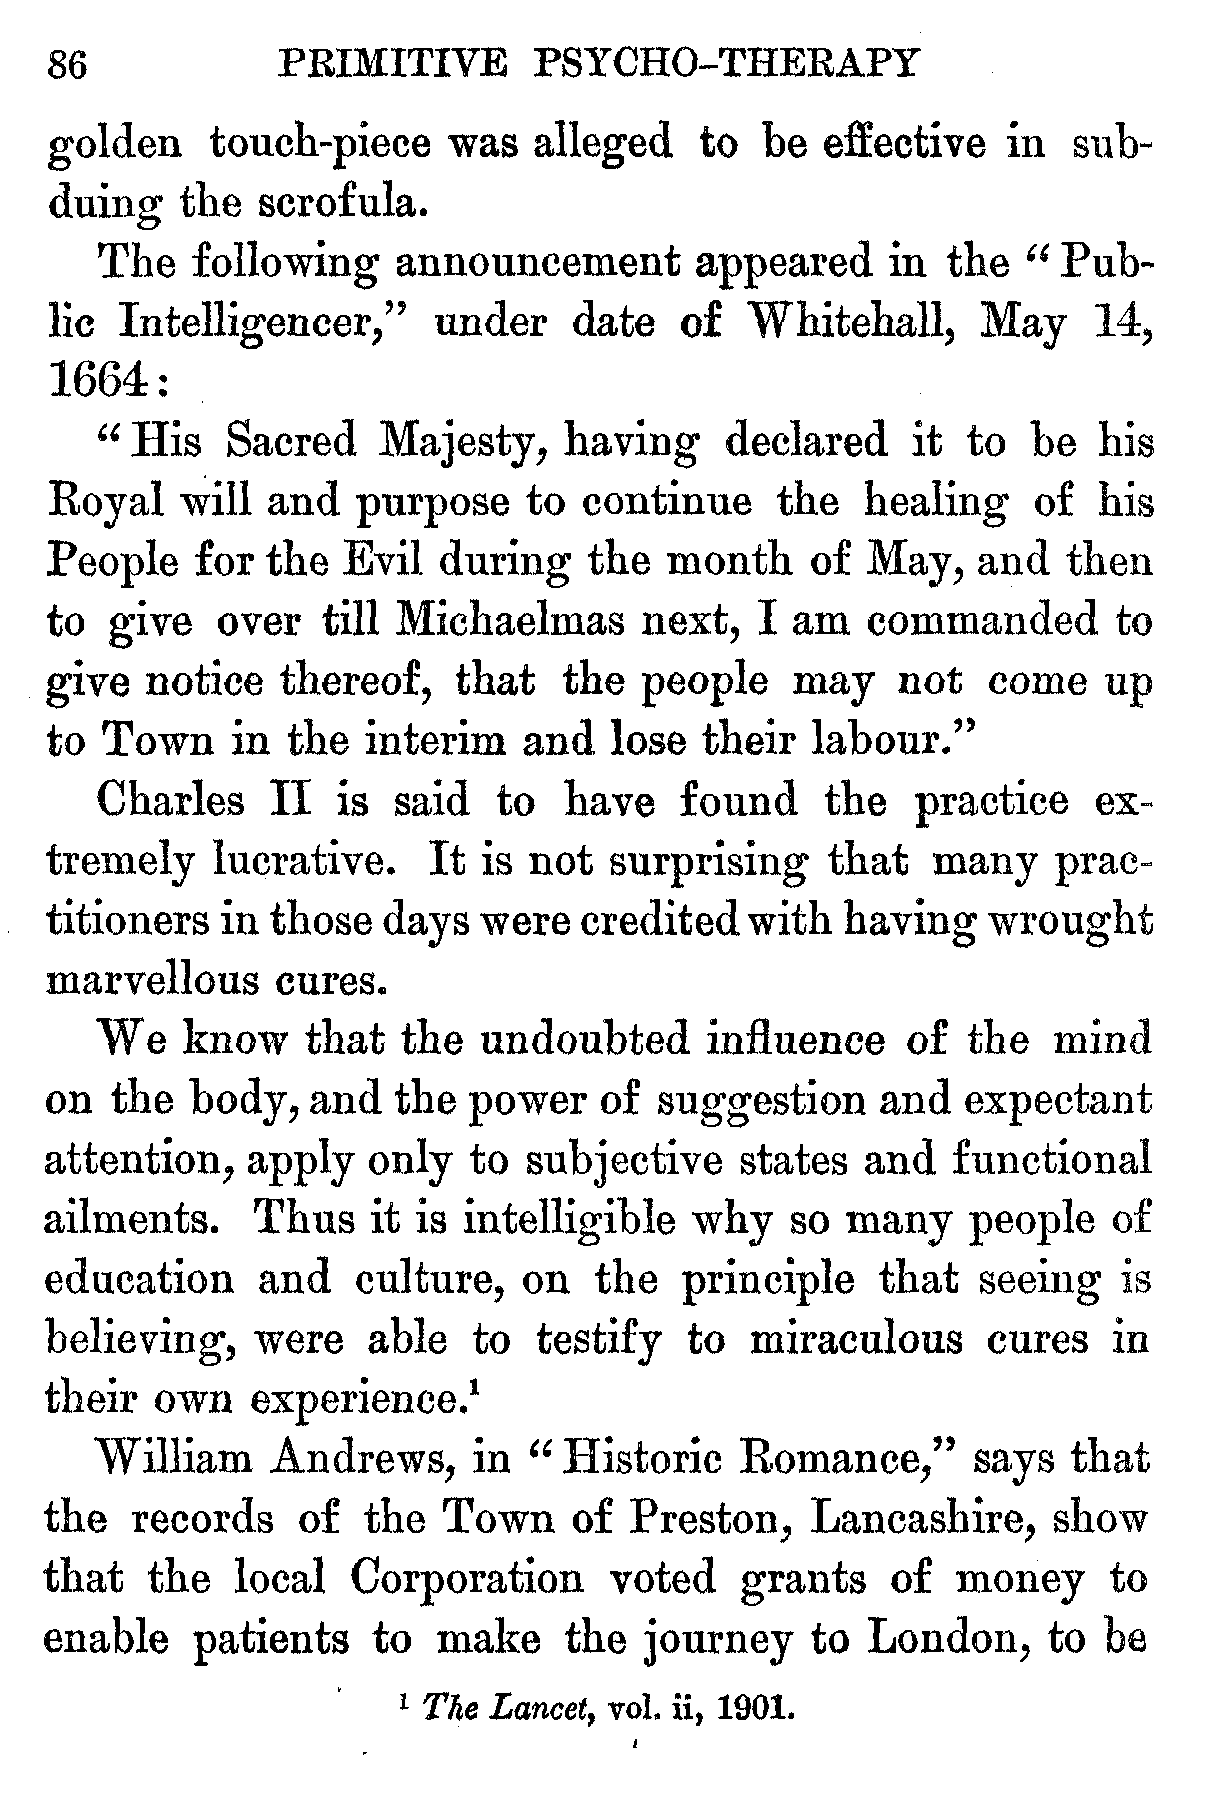 86 PRIMITIVE PSYCHO-THERAPY
golden touch-piece was alleged to be effective in sub-
duing the scrofula.
The following announcement appeared in the “Pub-
lic Intelligencer,” under date of Whitehall, May 14,
1664:
“His Sacred Majesty, having declared it to be his
Royal will and purpose to continue the healing of his
People for the Evil during the month of May, and then
to give over till Michaelmas next, I am commanded to
give notice thereof, that the people may not come up
to Town in the interim and lose their labour.”
Charles II is said to have found the practice ex-
tremely lucrative. It is not surprising that many prac-
titioners in those days were credited with having wrought
marvellous cures.
We know that the undoubted influence of the mind
on the body, and the power of suggestion and expectant
attention, apply only to subjective states and functional
ailments. Thus it is intelligible why so many people of
education and culture, on the principle that seeing is
believing, were able to testify to miraculous cures in
their own experience.¹
William Andrews, in “Historic Romance,” says that
the records of the Town of Preston, Lancashire, show
that the local Corporation voted grants of money to
enable patients to make the journey to London, to be
¹ The Lancet, vol. ii, 1901.